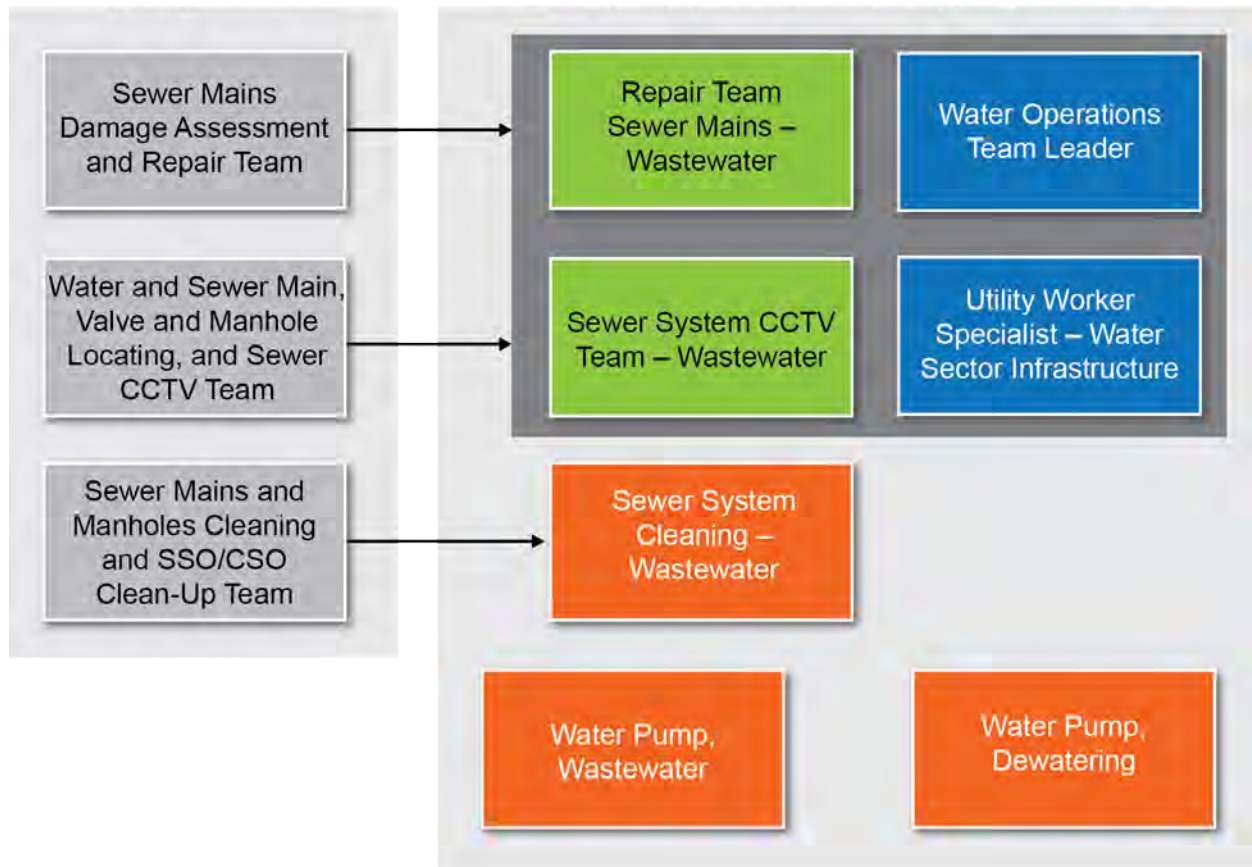 Sewer Mains
Damage Assessment
and Repair Team
Repair Team
Sewer Mains –
Wastewater
Water Operations
Team Leader
Water and Sewer Main,
Valve and Manhole
Locating, and Sewer
CCTV Team
Sewer System CCTV
Team – Wastewater
Utility Worker
Specialist – Water
Sector Infrastructure
Sewer Mains and
Manholes Cleaning
and SSO/CSO
Clean-Up Team
Sewer System
Cleaning –
Wastewater
Water Pump,
Wastewater
Water Pump,
Dewatering